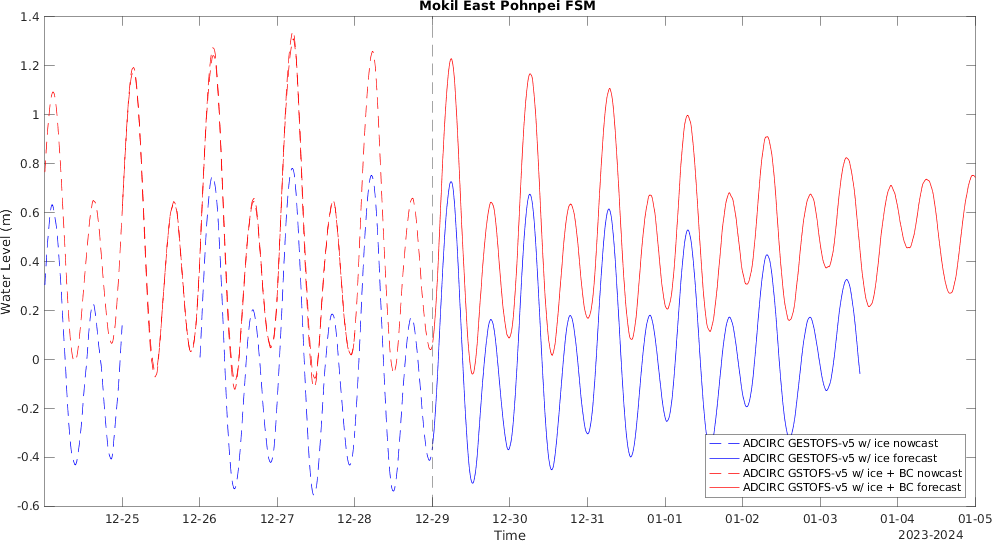 Mokil East Pohnpei FSM
1.4
1.2
1
0.8
0.6
0.4
0.2
0
-0.2
-0.4
-0.6
Water Level (m)
ADCIRC GESTOFS-v5 w/ ice nowcast
ADCIRC GESTOFS-v5 w/ ice forecast
ADCIRC GSTOFS-v5 w/ ice + BC nowcast
ADCIRC GSTOFS-v5 w/ ice + BC forecast
12-25 12-26 12-27 12-28 12-29 12-30 12-31 01-01 01-02 01-03 01-04 01-05
Time
2023-2024